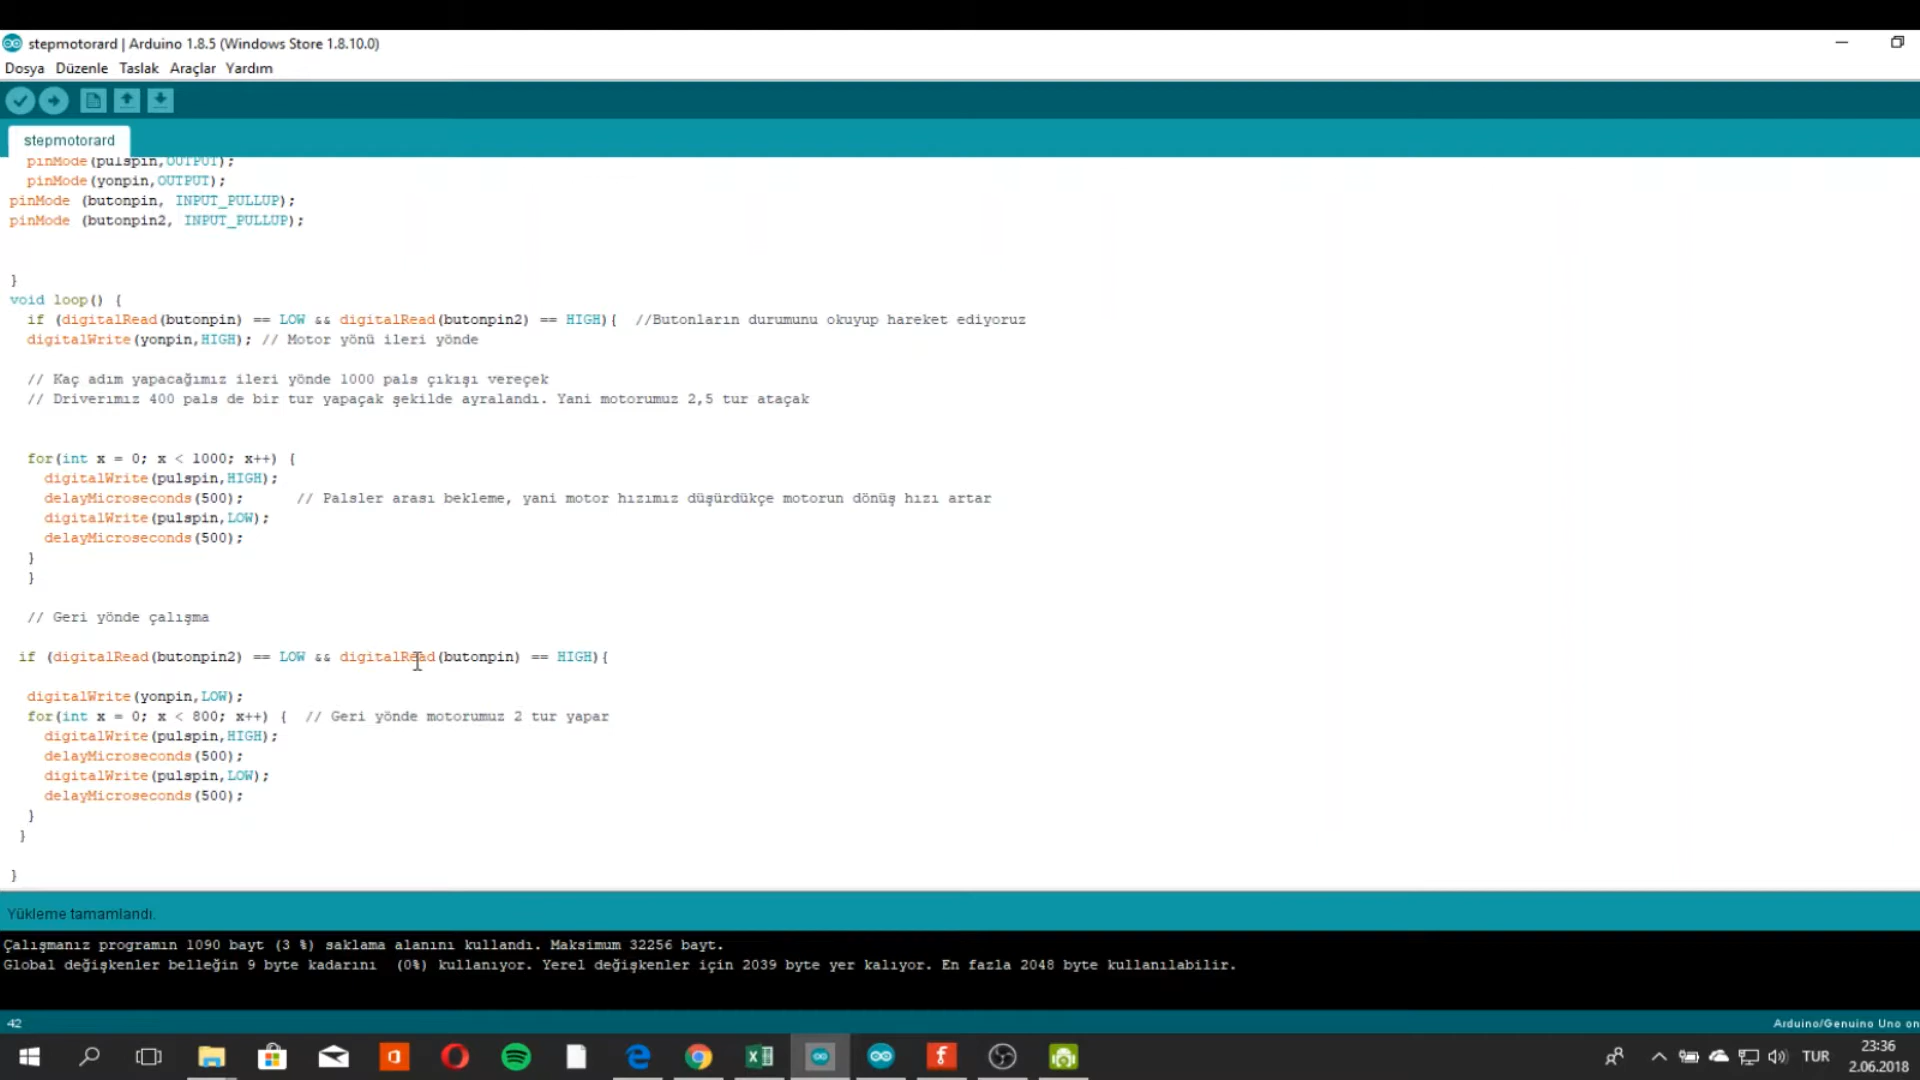 stepmotorard | Arduino 1.8.5 (Windows Store 1.8.10.0)
Dosya Düzenle Taslak Araçlar Yardım
stepmotorard
pinMode(pulspin,OUTPUT);
pinMode(yonpin,OUTPUT);
pinMode (butonpin, INPUT_PULLUP);
pinMode (butonpin2, INPUT_PULLUP);
}
void loop() {
if (digitalRead(butonpin) == LOW && digitalRead(butonpin2) == HIGH){ //Butonların durumunu okuyup hareket ediyoruz
digitalWrite(yonpin,HIGH); // Motor yönü ileri yönde
// Kaç adım yapacağımız ileri yönde 1000 pals çıkışı vereçek
// Driverımız 400 pals de bir tur yapaçak şekilde ayralandı. Yani motorumuz 2,5 tur ataçak
for(int x = 0; x < 1000; x++) {
digitalWrite(pulspin,HIGH);
delayMicroseconds(500); // Palsler arası bekleme, yani motor hızımız düşürdükçe motorun dönüş hızı artar
digitalWrite(pulspin,LOW);
delayMicroseconds(500);
}
}
// Geri yönde çalışma
if (digitalRead(butonpin2) == LOW && digitalRead(butonpin) == HIGH){
digitalWrite(yonpin,LOW);
for(int x = 0; x < 800; x++) { // Geri yönde motorumuz 2 tur yapar
digitalWrite(pulspin,HIGH);
delayMicroseconds(500);
digitalWrite(pulspin,LOW);
delayMicroseconds(500);
}
}
}
Yükleme tamamlandı.
Çalışmanız programın 1090 bayt (3 %) saklama alanını kullandı. Maksimum 32256 bayt.
Global değişkenler belleğin 9 byte kadarını (0%) kullanıyor. Yerel değişkenler için 2039 byte yer kalıyor. En fazla 2048 byte kullanılabilir.
42
Arduino/Genuino Uno on
TUR
23:36
2.06.2018